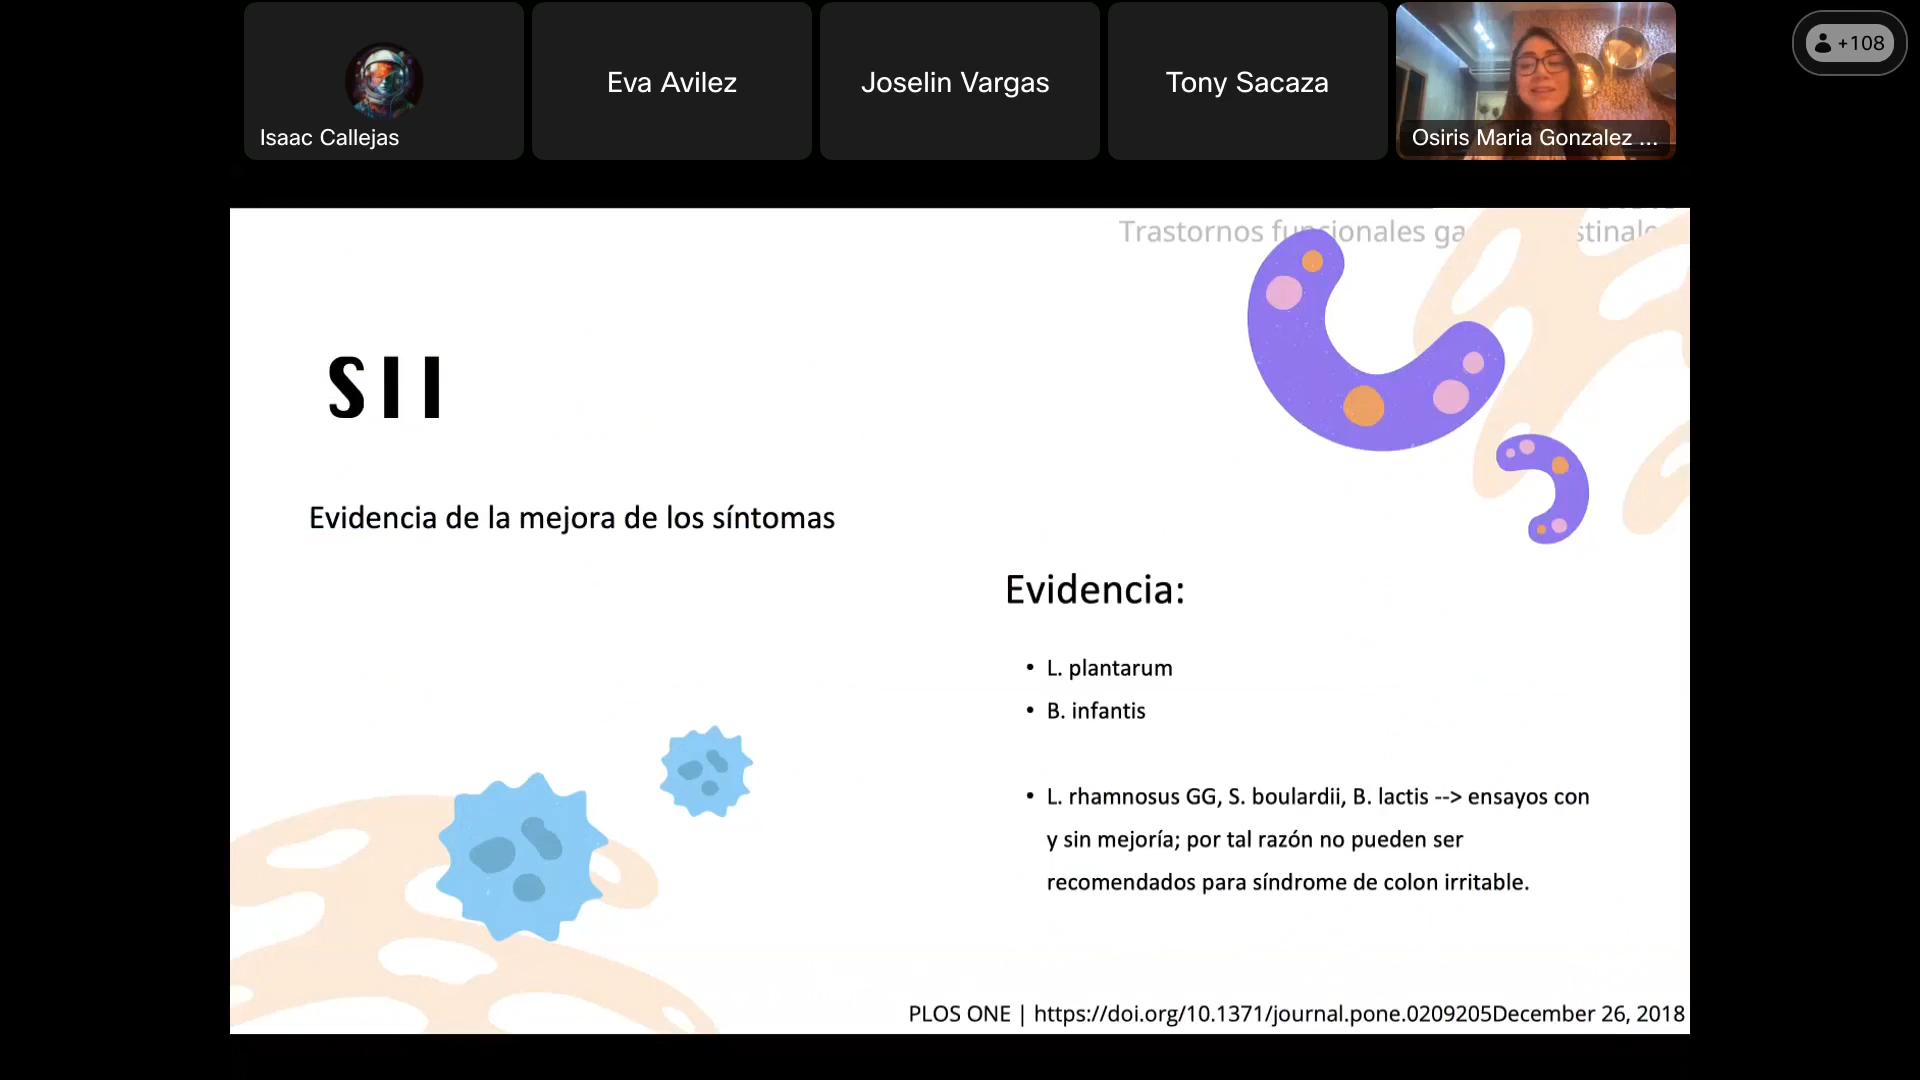 Isaac Callejas
Eva Avilez
Joselin Vargas
Tony Sacaza
Osiris Maria Gonzalez ...
+108
Trastornos funcionales
SII
Evidencia de la mejora de los síntomas
Evidencia:
• L. plantarum
• B. infantis
• L. rhamnosus GG, S. boulardii, B. lactis --> ensayos con
y sin mejoría; por tal razón no pueden ser
recomendados para síndrome de colon irritable.
PLOS ONE | https://doi.org/10.1371/journal.pone.0209205December 26, 2018